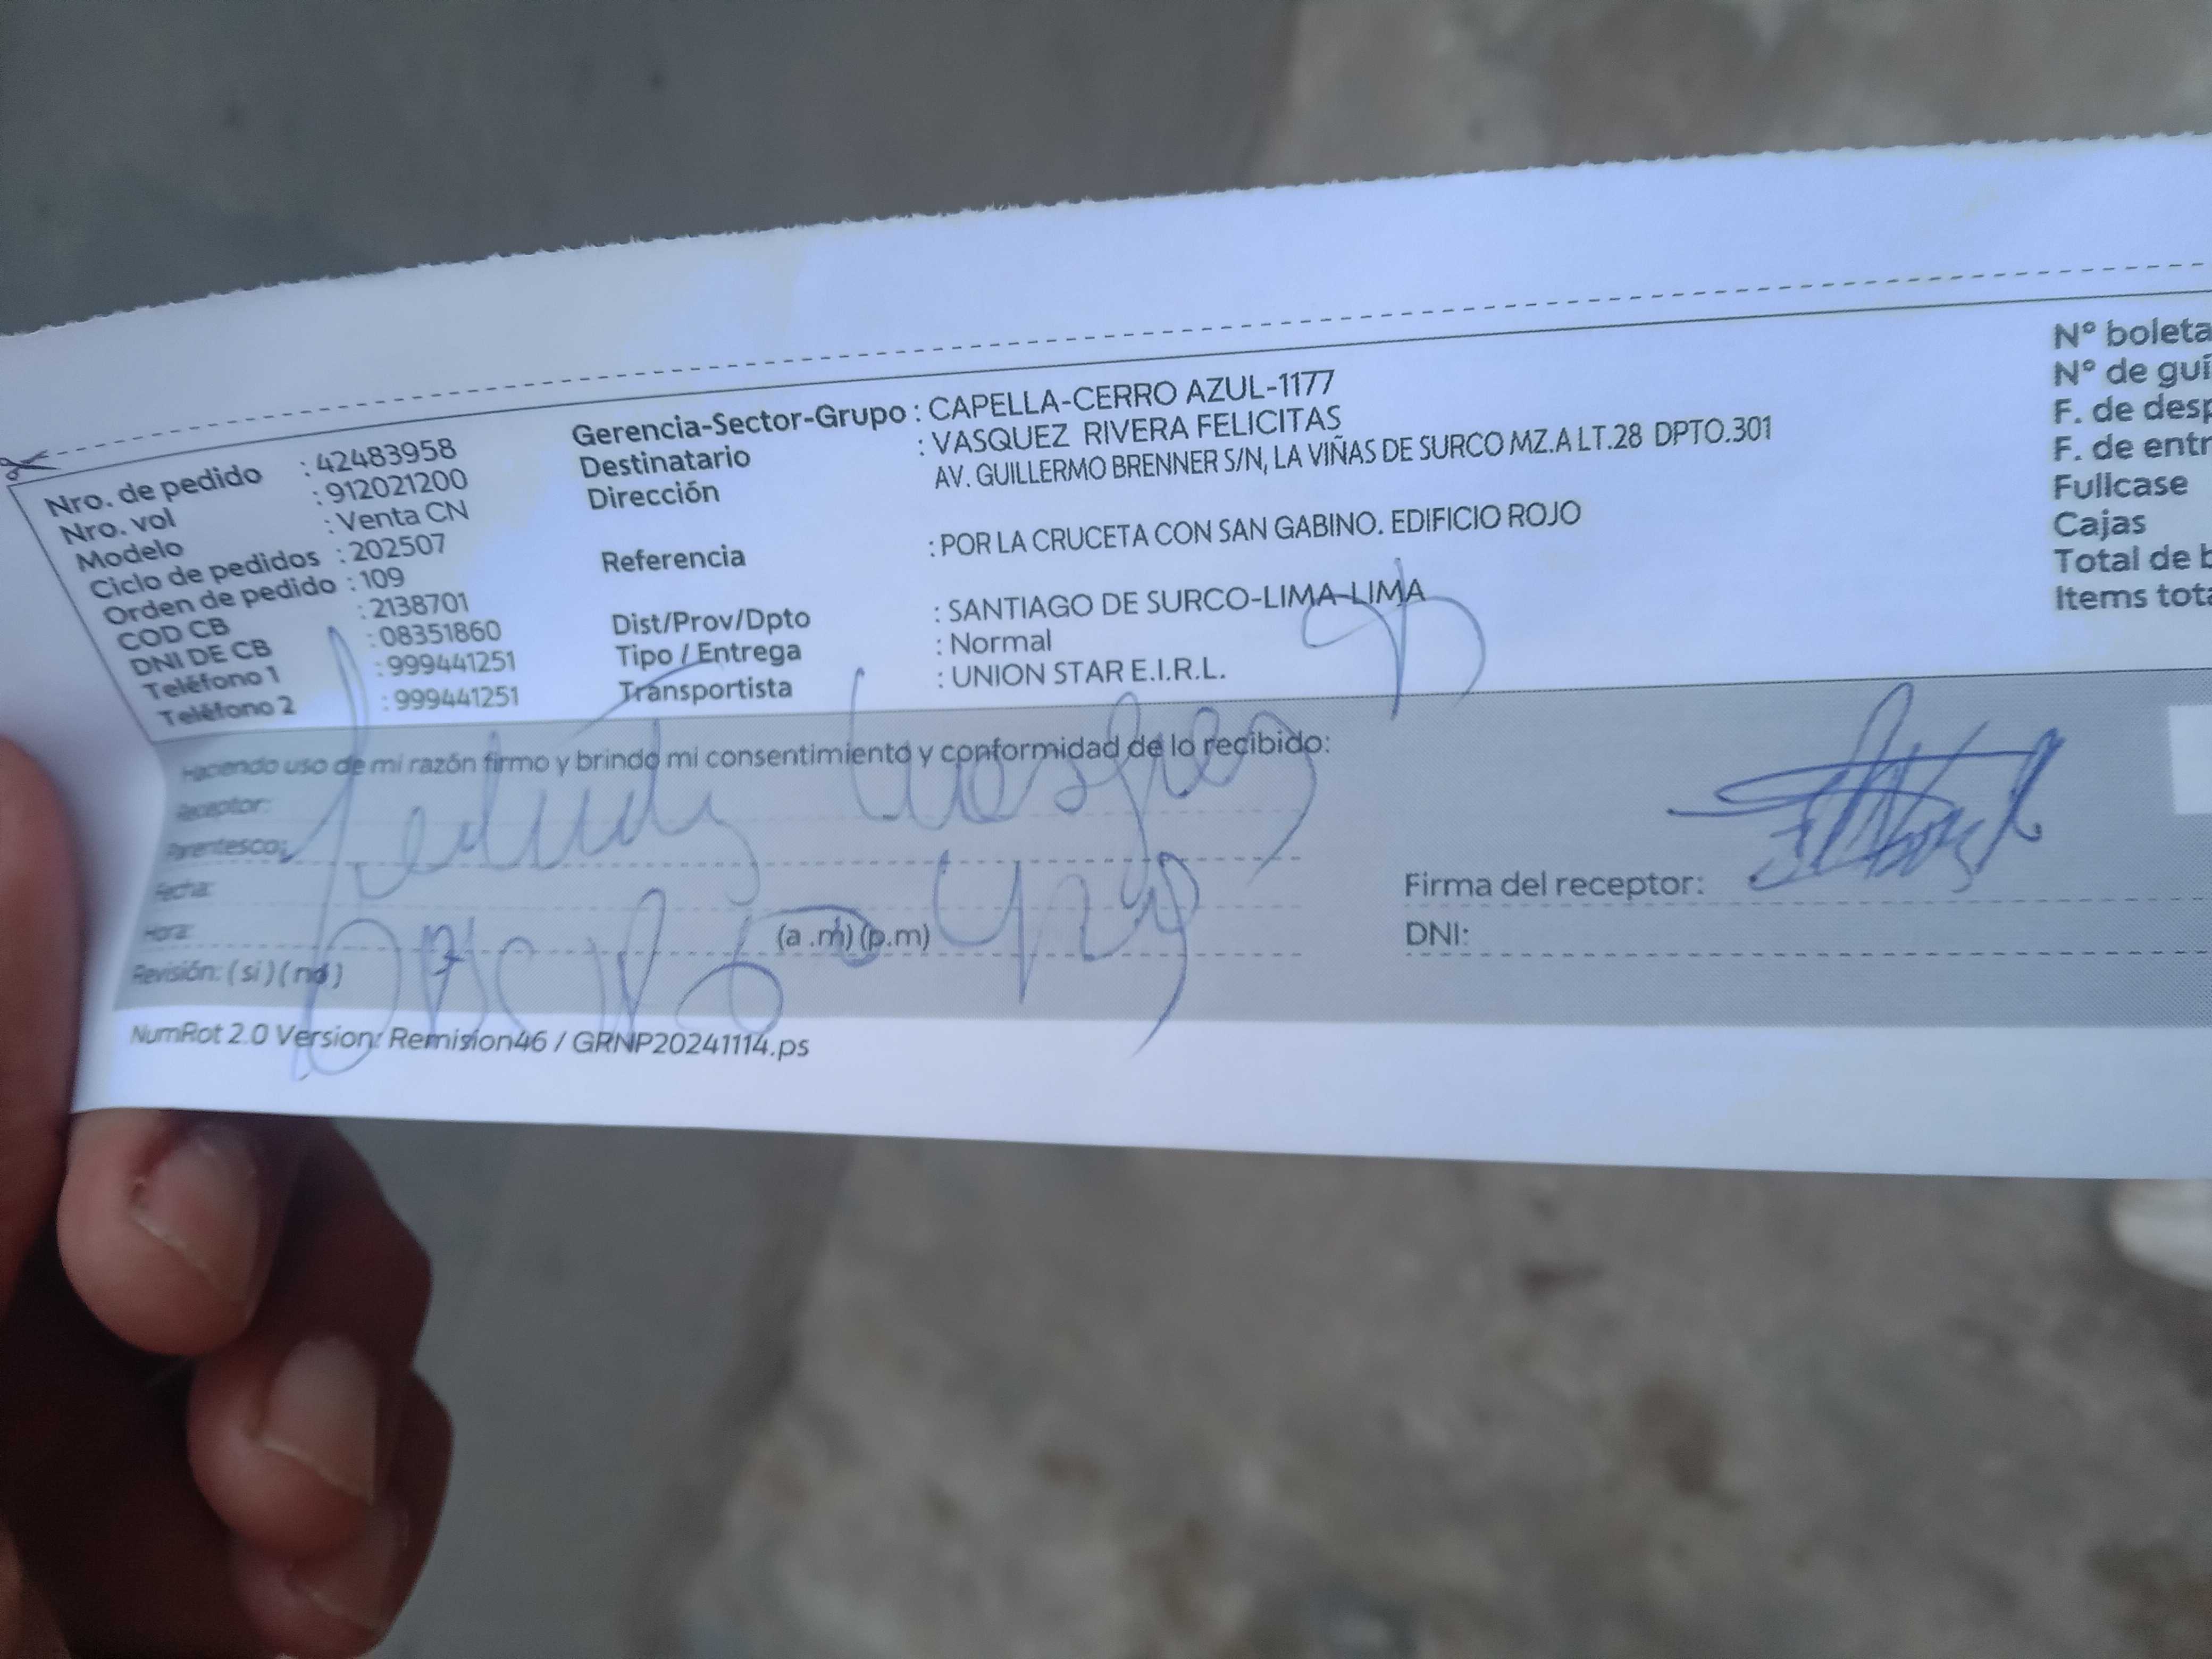 Nro. de pedido : 42483958
Nro. vol : 912021200
Modelo : Venta CN
Ciclo de pedidos : 202507
Orden de pedido : 109
COD CB : 2138701
DNI DE CB : 08351860
Teléfono 1 : 999441251
Teléfono 2 : 999441251
Gerencia-Sector-Grupo : CAPELLA-CERRO AZUL-1177
Destinatario : VASQUEZ RIVERA FELICITAS
Dirección AV. GUILLERMO BRENNER S/N, LA VIÑAS DE SURCO MZ.A LT.28 DPTO.301
Referencia : POR LA CRUCETA CON SAN GABINO. EDIFICIO ROJO
Dist/Prov/Dpto : SANTIAGO DE SURCO-LIMA-LIMA
Tipo / Entrega : Normal
Transportista : UNION STAR E.I.R.L.
N° boleta
N° de guí
F. de desp
F. de entr
Fullcase
Cajas
Total de b
Items tota
Haciendo uso de mi razón firmo y brindo mi consentimiento y conformidad de lo recibido:
Receptor:
Parentesco:
Fecha:
Hora: (a .m) (p.m)
Revisión: ( si ) ( no )
Firma del receptor:
DNI:
NumRot 2.0 Version: Remision46 / GRNP20241114.ps